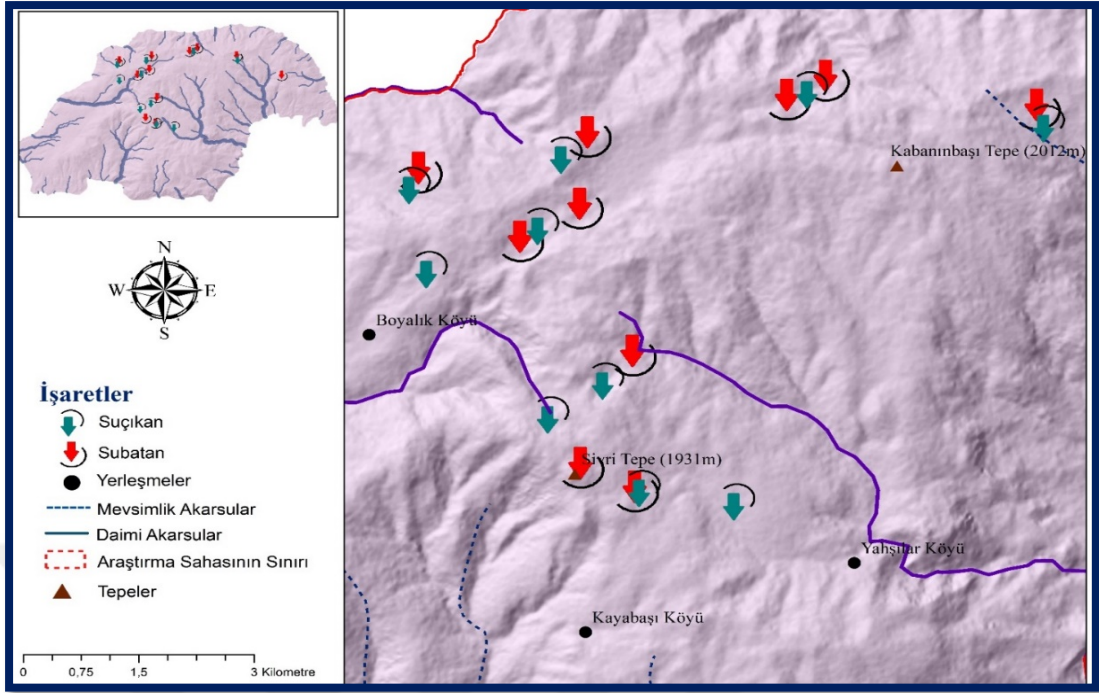 N
W
E
S
İşaretler
Suçıkan
Subatan
Yerleşmeler
Mevsimlik Akarsular
Daimi Akarsular
Araştırma Sahasının Sınırı
Tepeler
0 0,75 1,5 3 Kilometre
Kabanınbaşı Tepe (2012m)
Boyalık Köyü
Sivri Tepe (1931m)
Yahşılar Köyü
Kayabaşı Köyü